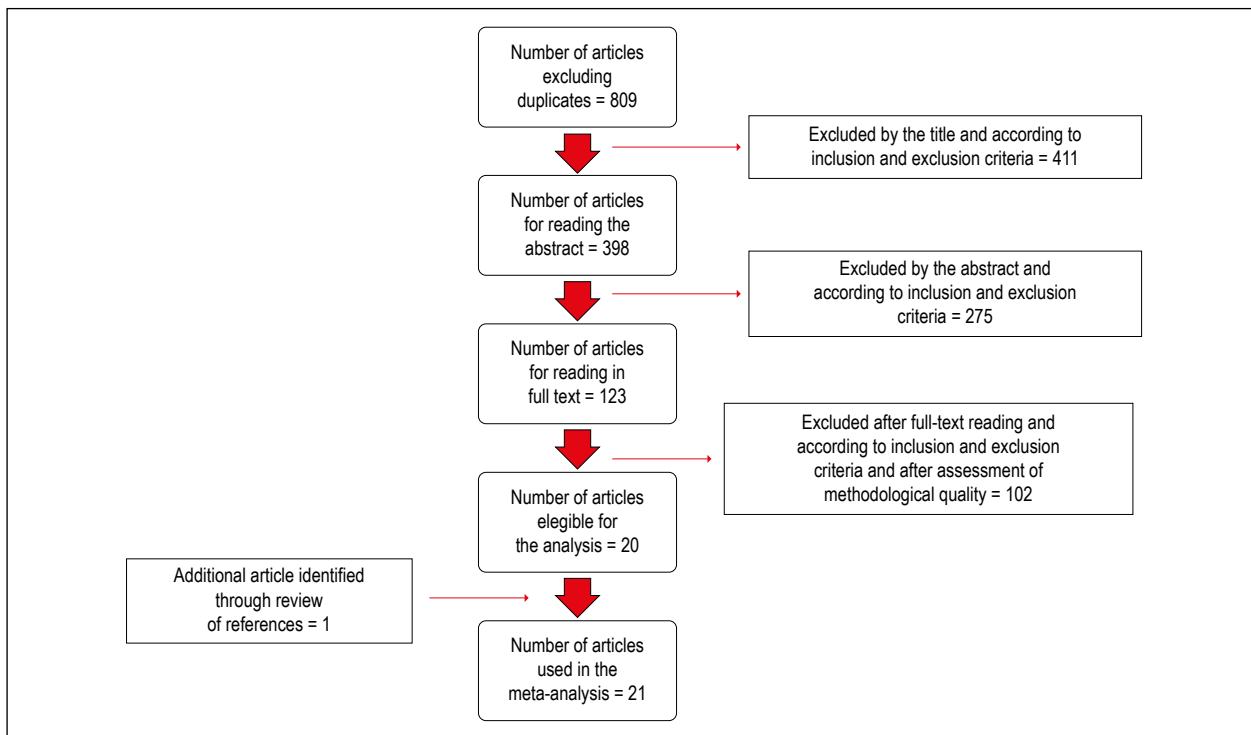 Number of articles
excluding
duplicates = 809
Excluded by the title and according to
inclusion and exclusion criteria = 411
Number of articles
for reading the
abstract = 398
Excluded by the abstract and
according to inclusion and exclusion
criteria = 275
Number of articles
for reading in
full text = 123
Excluded after full-text reading and
according to inclusion and exclusion
criteria and after assessment of
methodological quality = 102
Number of articles
elegible for
the analysis = 20
Additional article identified
through review
of references = 1
Number of articles
used in the
meta-analysis = 21